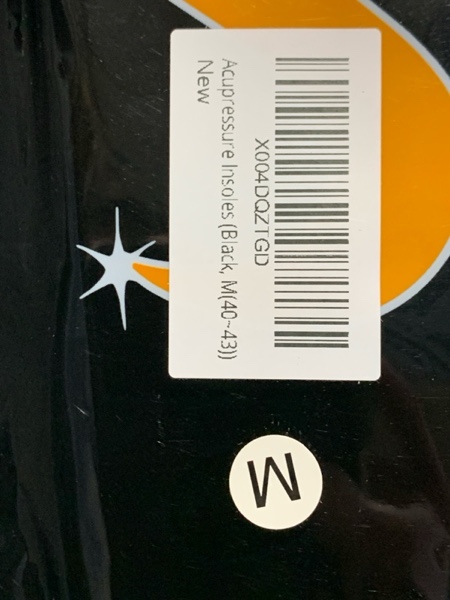 X004DQZTGD
Acupressure Insoles (Black, M(40~43))
New
M